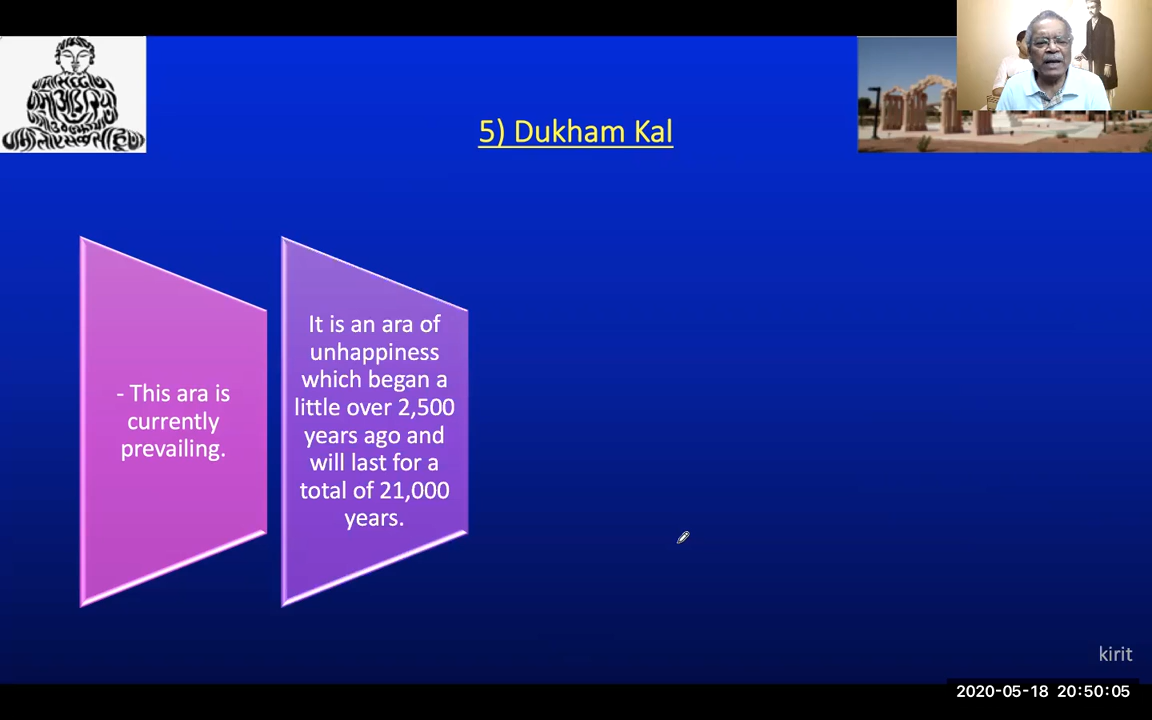 5) Dukham Kal
- This ara is
currently
prevailing.
It is an ara of
unhappiness
which began a
little over 2,500
years ago and
will last for a
total of 21,000
years.
kirit
2020-05-18 20:50:05